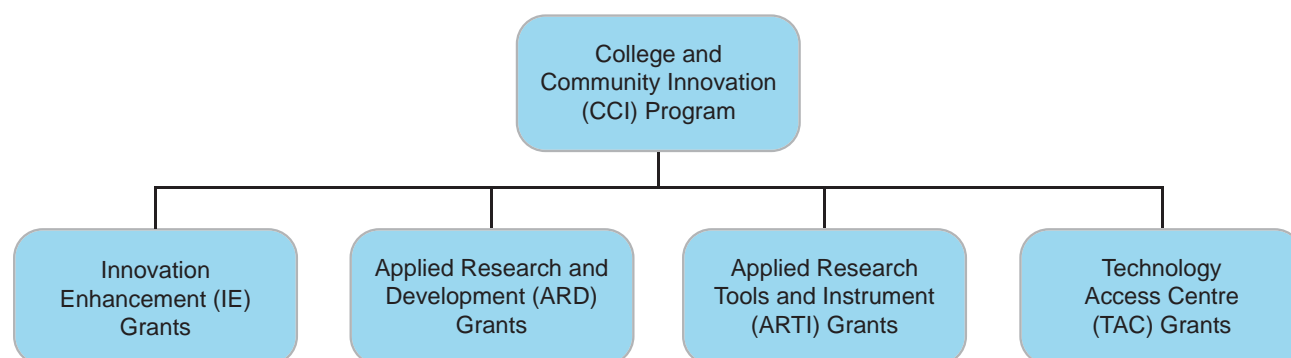 College and
Community Innovation
(CCI) Program
Innovation
Enhancement (IE)
Grants
Applied Research and
Development (ARD)
Grants
Applied Research
Tools and Instrument
(ARTI) Grants
Technology
Access Centre
(TAC) Grants